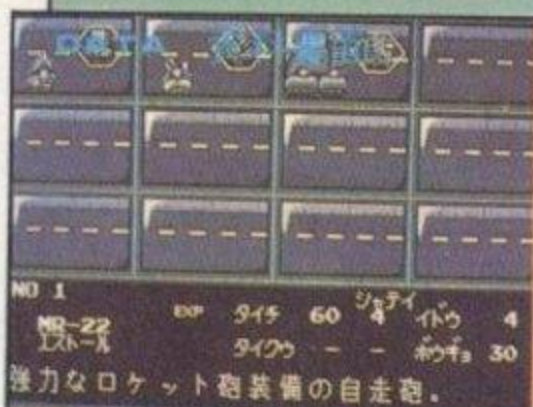 DATA
NO 1
MR-22 EXP タイチ 60 シャテイ 4 イドウ 4
エストール タイクウ - - ボウギョ 30
強力なロケット砲装備の自走砲.